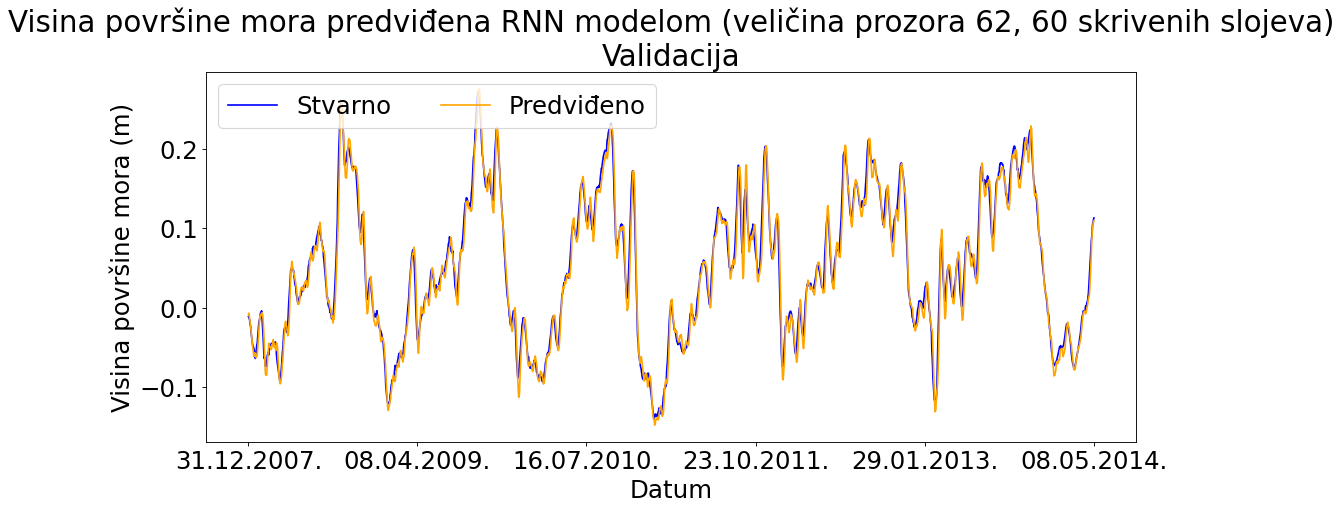 Visina površine mora predviđena RNN modelom (veličina prozora 62, 60 skrivenih slojeva)
Validacija
Stvarno
Predviđeno
Visina površine mora (m)
0.2
0.1
0.0
−0.1
31.12.2007. 08.04.2009. 16.07.2010. 23.10.2011. 29.01.2013. 08.05.2014.
Datum